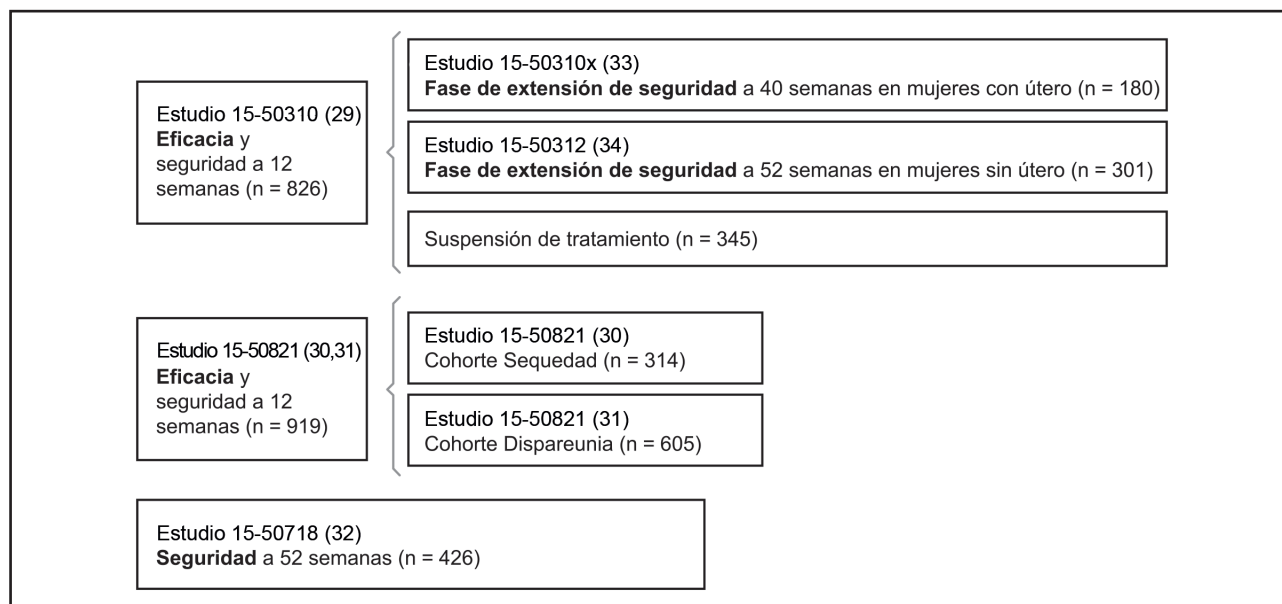 Estudio 15-50310 (29)
Eficacia y
seguridad a 12
semanas (n = 826)
Estudio 15-50310x (33)
Fase de extensión de seguridad a 40 semanas en mujeres con útero (n = 180)
Estudio 15-50312 (34)
Fase de extensión de seguridad a 52 semanas en mujeres sin útero (n = 301)
Suspensión de tratamiento (n = 345)
Estudio 15-50821 (30,31)
Eficacia y
seguridad a 12
semanas (n = 919)
Estudio 15-50821 (30)
Cohorte Sequedad (n = 314)
Estudio 15-50821 (31)
Cohorte Dispareunia (n = 605)
Estudio 15-50718 (32)
Seguridad a 52 semanas (n = 426)